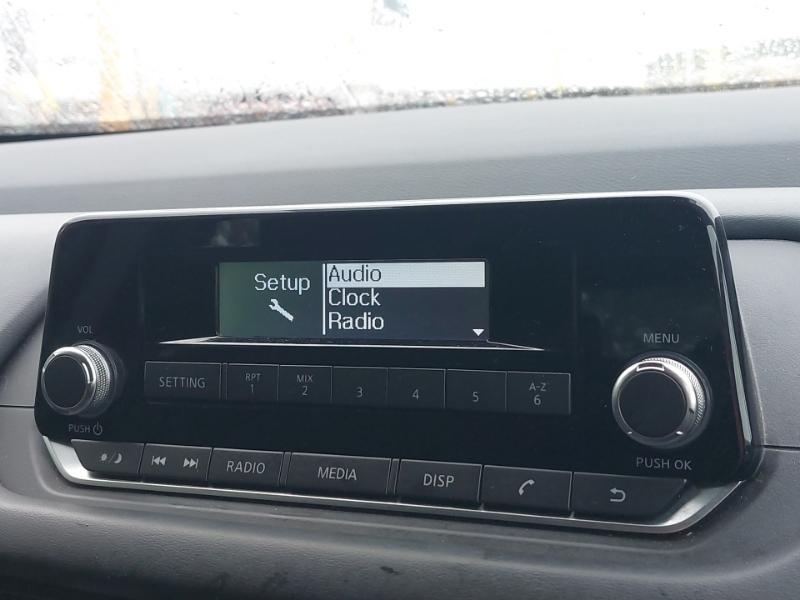 Setup
Audio
Clock
Radio
VOL
PUSH
MENU
PUSH OK
SETTING
RPT
1
MIX
2
3
4
5
A-Z
6
RADIO
MEDIA
DISP